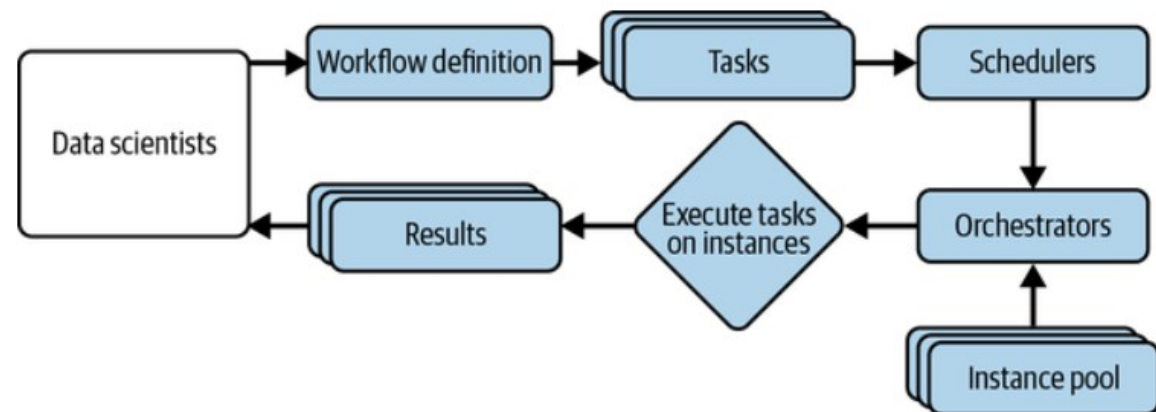 Workflow definition
Tasks
Schedulers
Data scientists
Results
Execute tasks
on instances
Orchestrators
Instance pool